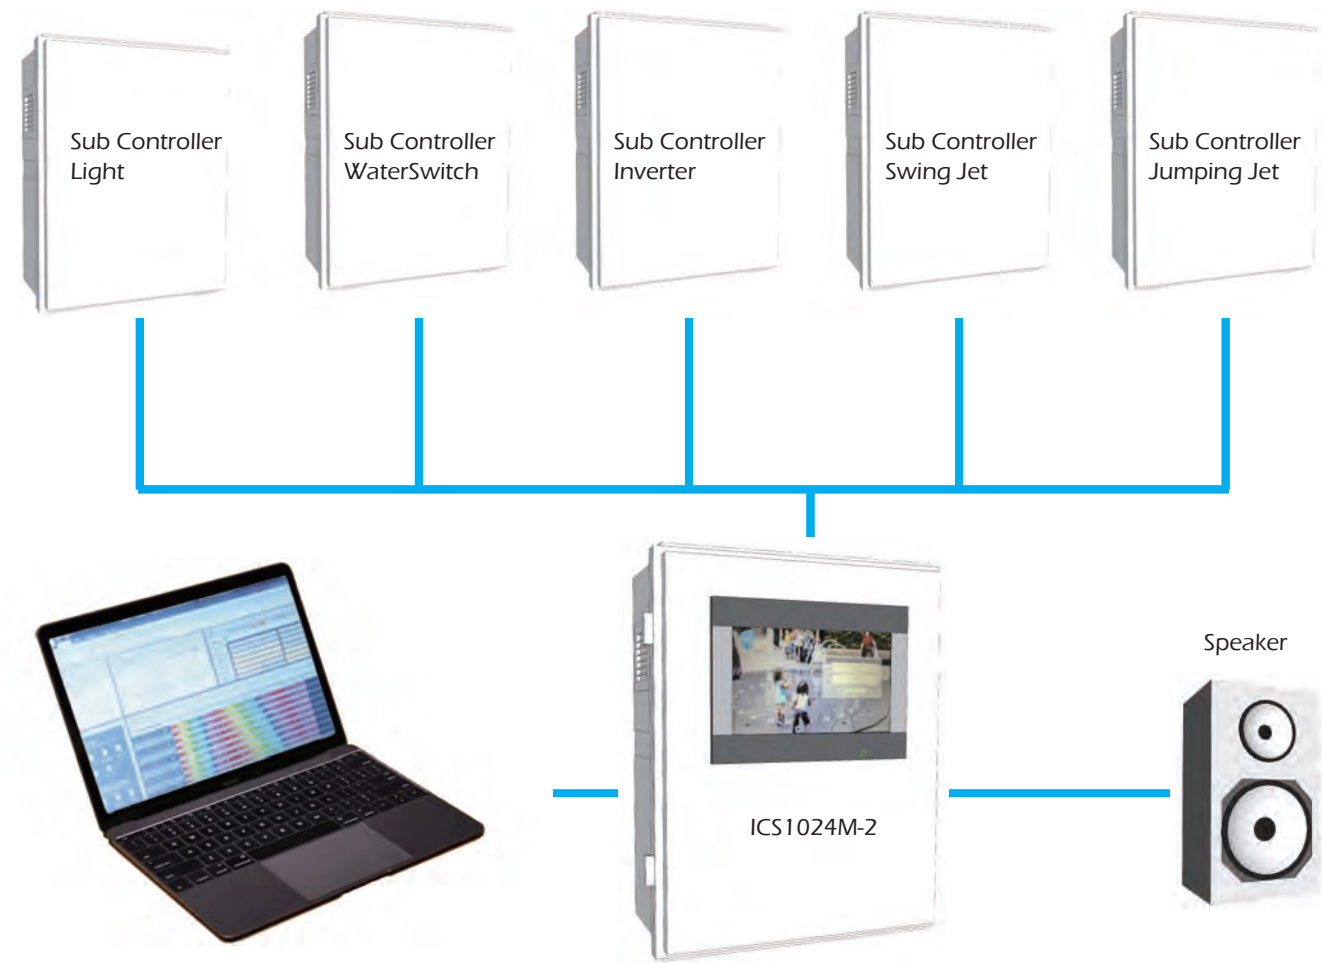 Sub Controller
Light
Sub Controller
WaterSwitch
Sub Controller
Inverter
Sub Controller
Swing Jet
Sub Controller
Jumping Jet
Speaker
ICS1024M-2